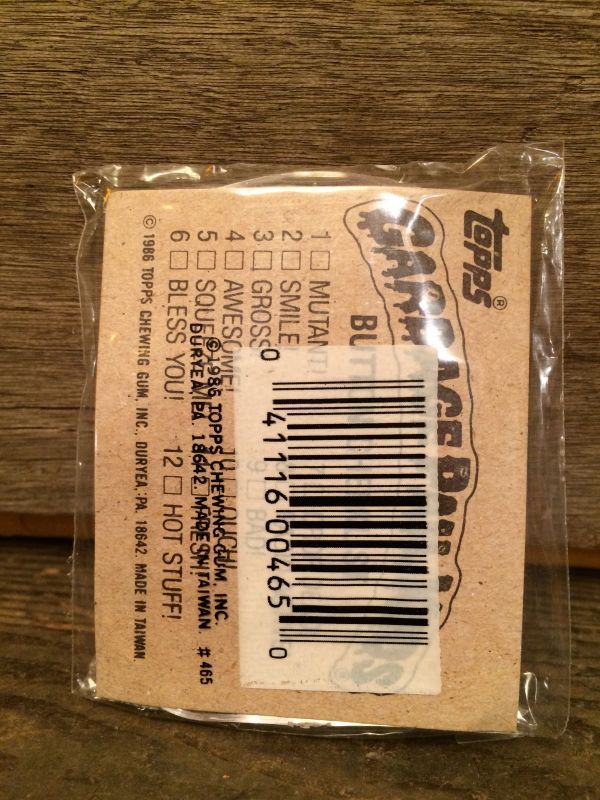 topps®
GARBAGE PAIL
1 □ MUTANT!
2 □ SMILE
3 □ GROSS
4 □ AWESOME!
5 □
6 □ BLESS YOU! 12 □ HOT STUFF!
© 1986 TOPPS CHEWING GUM, INC. DURYEA, PA. 18642. MADE IN TAIWAN.
0 41116 00465 0
© 1986 TOPPS CHEWING GUM, INC.
DURYEA, PA. 18642. MADE IN TAIWAN. #465